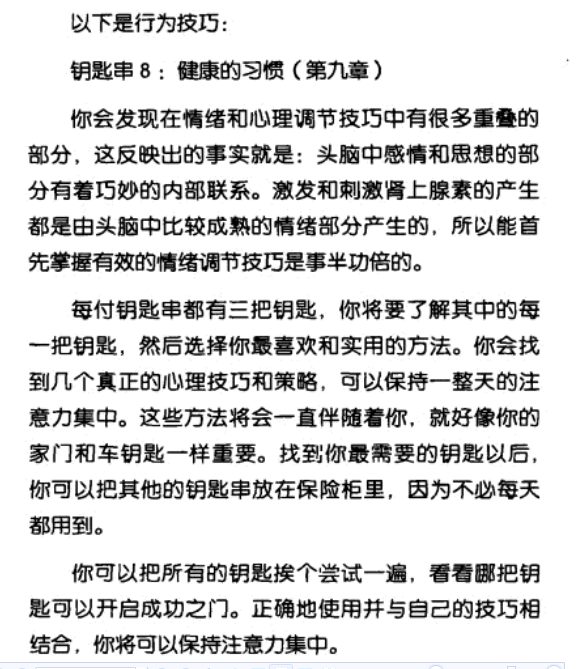 以下是行为技巧：
钥匙串8：健康的习惯（第九章）
你会发现在情绪和心理调节技巧中有很多重叠的
部分，这反映出的事实就是：头脑中感情和思想的部
分有着巧妙的内部联系。激发和刺激肾上腺素的产生
都是由头脑中比较成熟的情绪部分产生的，所以能首
先掌握有效的情绪调节技巧是事半功倍的。
每付钥匙串都有三把钥匙，你将要了解其中的每
一把钥匙，然后选择你最喜欢和实用的方法。你会找
到几个真正的心理技巧和策略，可以保持一整天的注
意力集中。这些方法将会一直伴随着你，就好像你的
家门和车钥匙一样重要。找到你最需要的钥匙以后，
你可以把其他的钥匙串放在保险柜里，因为不必每天
都用到。
你可以把所有的钥匙挨个尝试一遍，看看哪把钥
匙可以开启成功之门。正确地使用并与自己的技巧相
结合，你将可以保持注意力集中。